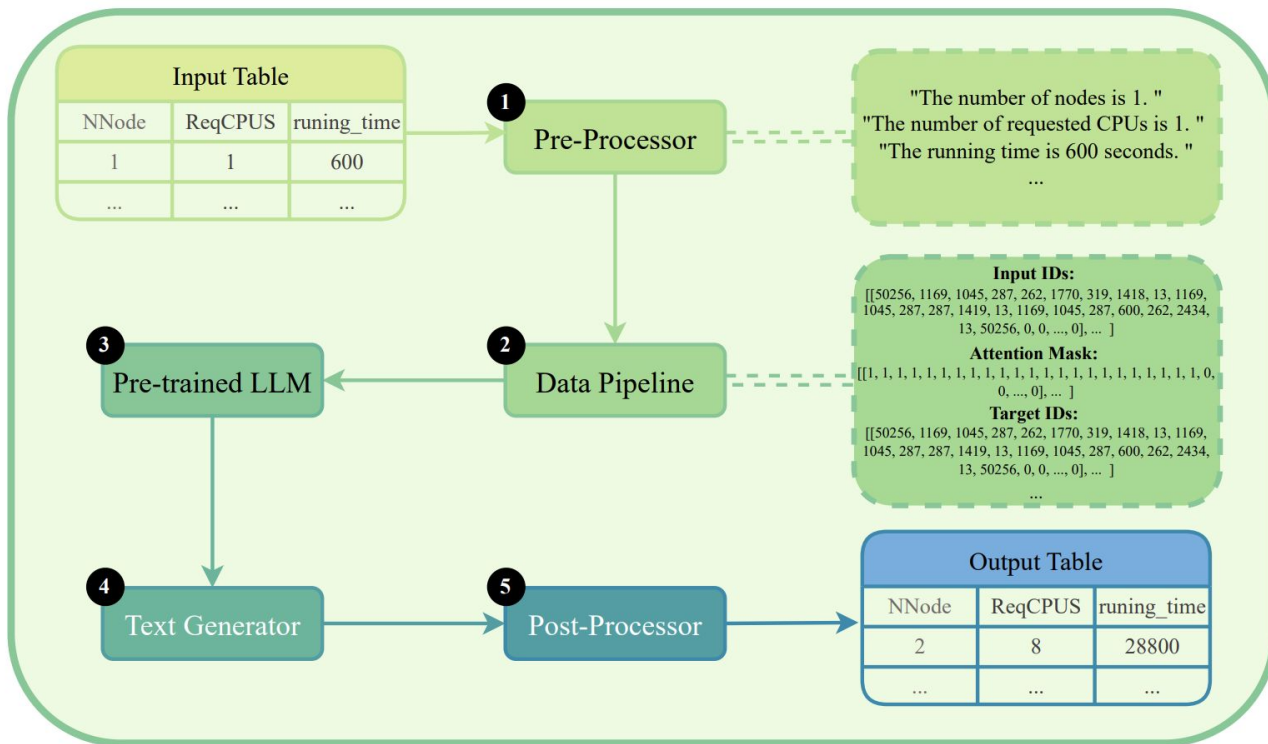 Input Table
NNode ReqCPUS runing_time
1 1 600
... ... ...
1
Pre-Processor
"The number of nodes is 1. "
"The number of requested CPUs is 1. "
"The running time is 600 seconds. "
...
2
Data Pipeline
Input IDs:
[[50256, 1169, 1045, 287, 262, 1770, 319, 1418, 13, 1169,
1045, 287, 287, 1419, 13, 1169, 1045, 287, 600, 262, 2434,
13, 50256, 0, 0, ..., 0], ... ]
Attention Mask:
[[1, 1, 1, 1, 1, 1, 1, 1, 1, 1, 1, 1, 1, 1, 1, 1, 1, 1, 1, 1, 1, 1, 1, 0,
0, ..., 0], ... ]
Target IDs:
[[50256, 1169, 1045, 287, 262, 1770, 319, 1418, 13, 1169,
1045, 287, 287, 1419, 13, 1169, 1045, 287, 600, 262, 2434,
13, 50256, 0, 0, ..., 0], ... ]
...
3
Pre-trained LLM
4
Text Generator
5
Post-Processor
Output Table
NNode ReqCPUS runing_time
2 8 28800
... ... ...